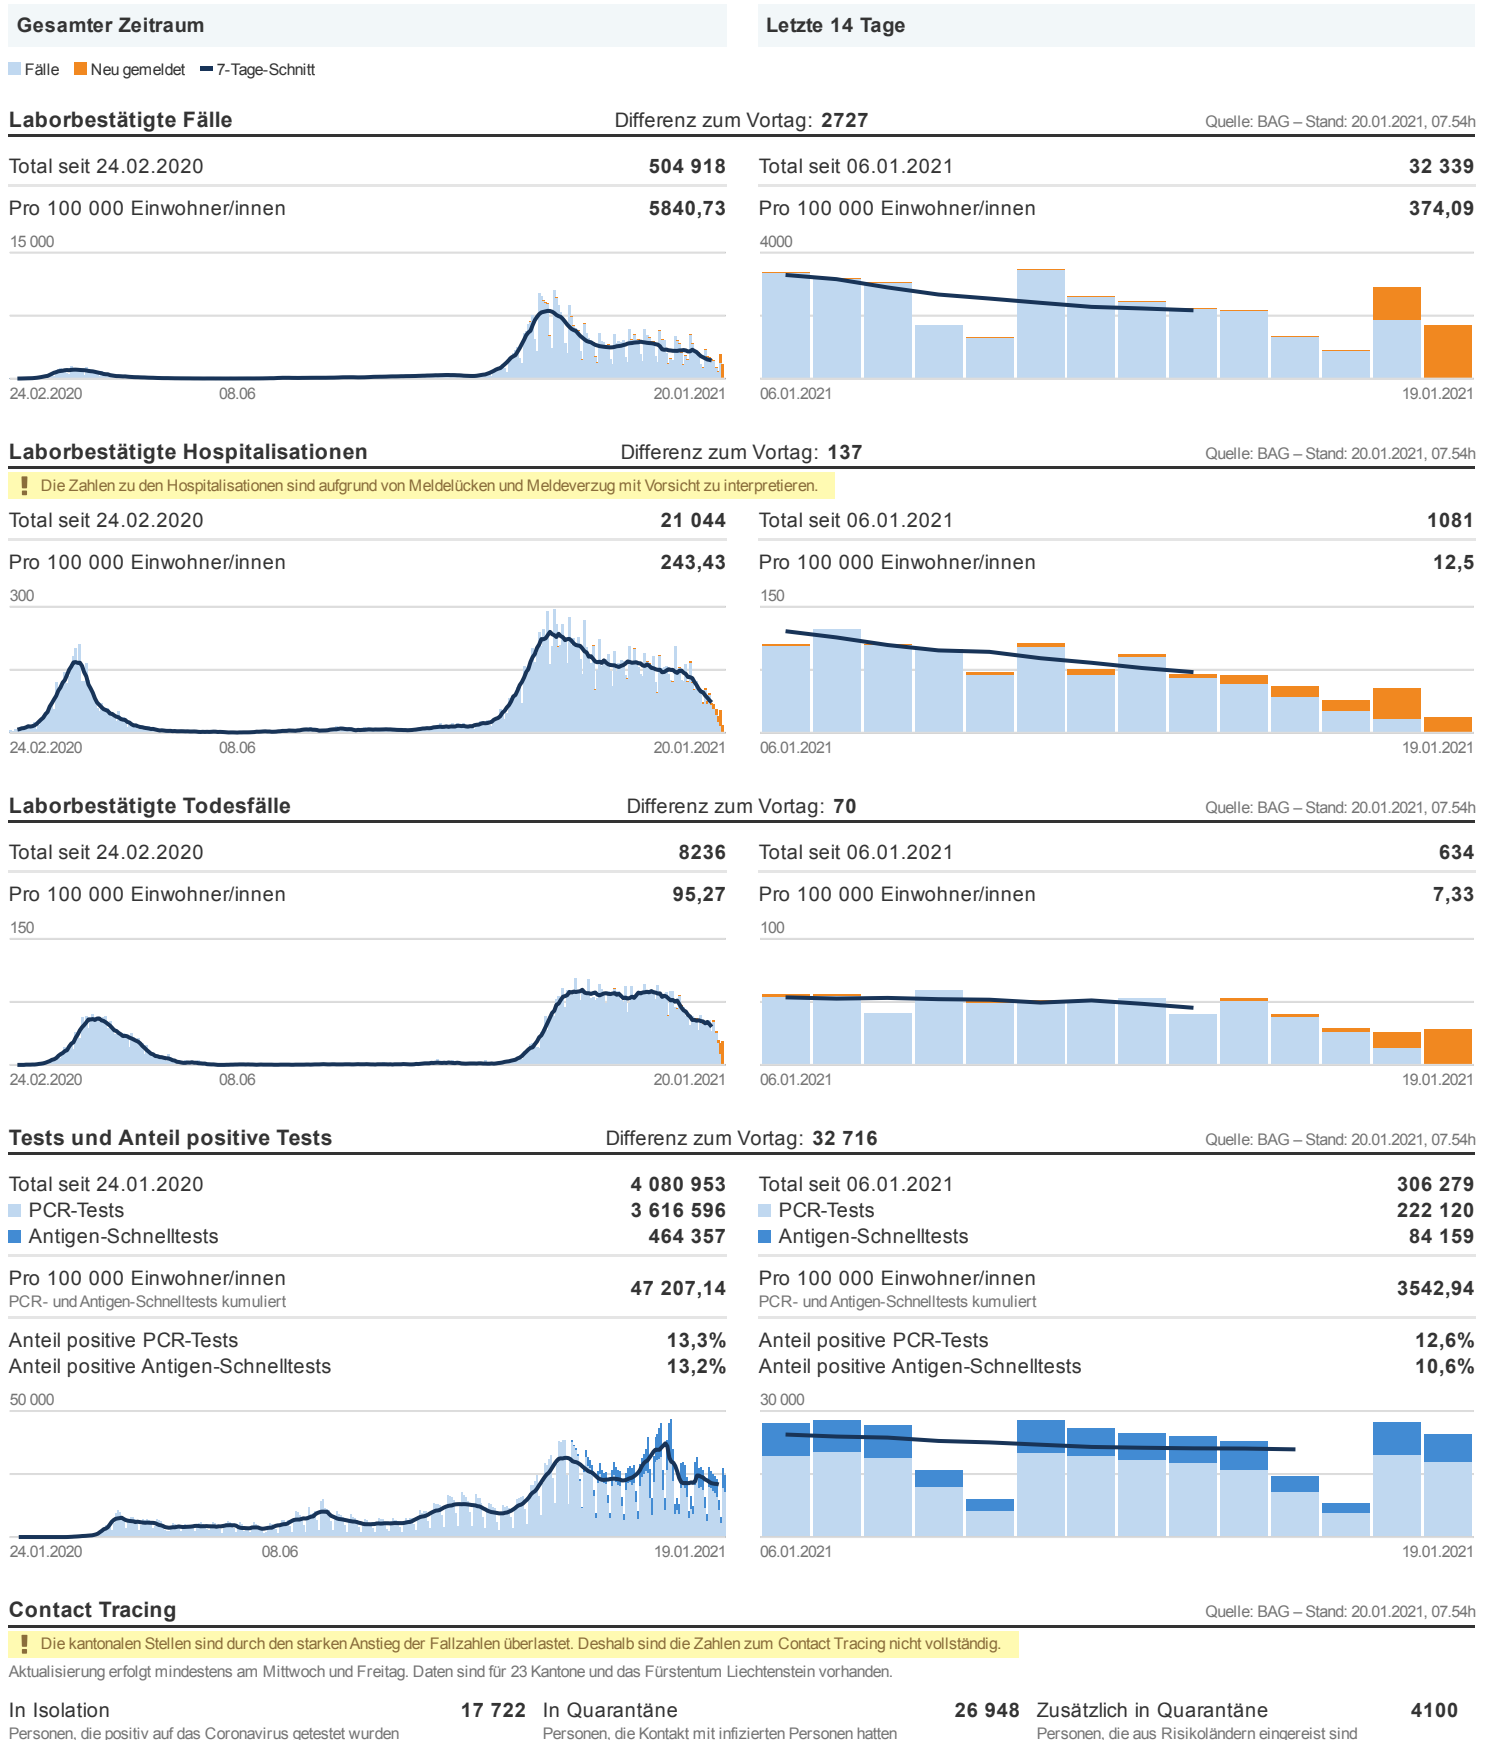 Gesamter Zeitraum
Letzte 14 Tage
Fälle Neu gemeldet 7-Tage-Schnitt
Laborbestätigte Fälle Differenz zum Vortag: 2727 Quelle: BAG – Stand: 20.01.2021, 07.54h
Total seit 24.02.2020 504 918
Pro 100 000 Einwohner/innen 5840,73
15 000
24.02.2020 08.06 20.01.2021
Total seit 06.01.2021 32 339
Pro 100 000 Einwohner/innen 374,09
4000
06.01.2021 19.01.2021
Laborbestätigte Hospitalisationen Differenz zum Vortag: 137 Quelle: BAG – Stand: 20.01.2021, 07.54h
! Die Zahlen zu den Hospitalisationen sind aufgrund von Meldelücken und Meldeverzug mit Vorsicht zu interpretieren.
Total seit 24.02.2020 21 044
Pro 100 000 Einwohner/innen 243,43
300
24.02.2020 08.06 20.01.2021
Total seit 06.01.2021 1081
Pro 100 000 Einwohner/innen 12,5
150
06.01.2021 19.01.2021
Laborbestätigte Todesfälle Differenz zum Vortag: 70 Quelle: BAG – Stand: 20.01.2021, 07.54h
Total seit 24.02.2020 8236
Pro 100 000 Einwohner/innen 95,27
150
24.02.2020 08.06 20.01.2021
Total seit 06.01.2021 634
Pro 100 000 Einwohner/innen 7,33
100
06.01.2021 19.01.2021
Tests und Anteil positive Tests Differenz zum Vortag: 32 716 Quelle: BAG – Stand: 20.01.2021, 07.54h
Total seit 24.01.2020 4 080 953
PCR-Tests 3 616 596
Antigen-Schnelltests 464 357
Pro 100 000 Einwohner/innen 47 207,14
PCR- und Antigen-Schnelltests kumuliert
Anteil positive PCR-Tests 13,3%
Anteil positive Antigen-Schnelltests 13,2%
50 000
24.01.2020 08.06 19.01.2021
Total seit 06.01.2021 306 279
PCR-Tests 222 120
Antigen-Schnelltests 84 159
Pro 100 000 Einwohner/innen 3542,94
PCR- und Antigen-Schnelltests kumuliert
Anteil positive PCR-Tests 12,6%
Anteil positive Antigen-Schnelltests 10,6%
30 000
06.01.2021 19.01.2021
Contact Tracing Quelle: BAG – Stand: 20.01.2021, 07.54h
! Die kantonalen Stellen sind durch den starken Anstieg der Fallzahlen überlastet. Deshalb sind die Zahlen zum Contact Tracing nicht vollständig.
Aktualisierung erfolgt mindestens am Mittwoch und Freitag. Daten sind für 23 Kantone und das Fürstentum Liechtenstein vorhanden.
In Isolation 17 722
Personen, die positiv auf das Coronavirus getestet wurden
In Quarantäne 26 948
Personen, die Kontakt mit infizierten Personen hatten
Zusätzlich in Quarantäne 4100
Personen, die aus Risikoländern eingereist sind